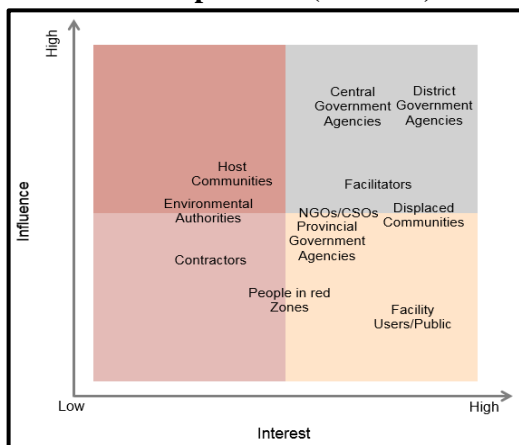 High
Central
Government
Agencies
District
Government
Agencies
Host
Communities
Facilitators
Influence
Environmental
Authorities
NGOs/CSOs
Provincial
Government
Agencies
Displaced
Communities
Contractors
People in red
Zones
Facility
Users/Public
Low
High
Interest